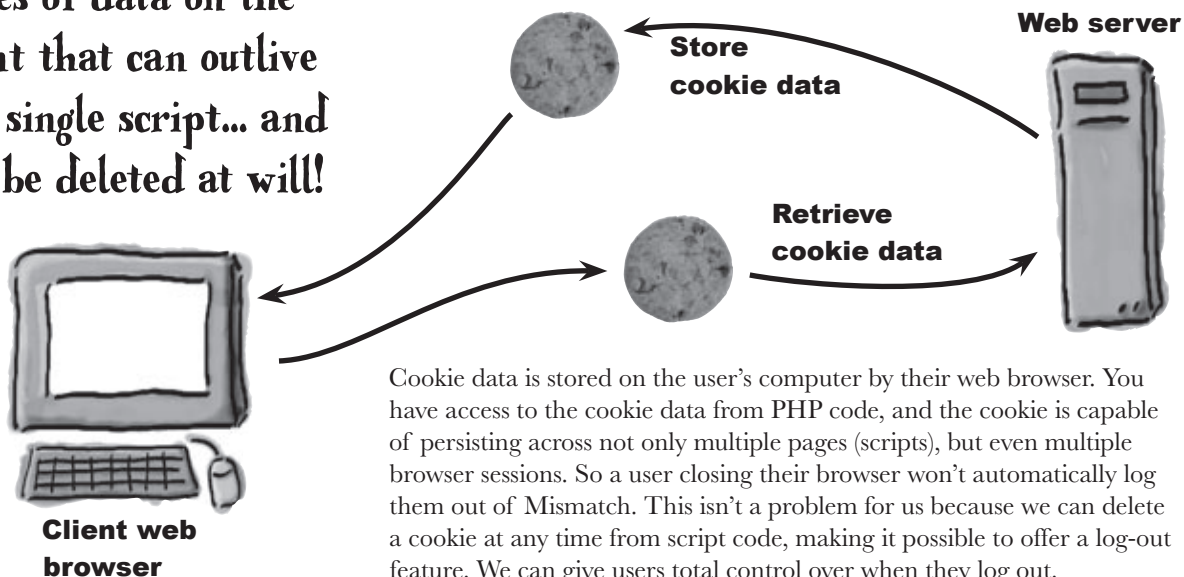 es of data on the
nt that can outlive
single script... and
be deleted at will!
Web server
Store
cookie data
Retrieve
cookie data
Client web
browser
Cookie data is stored on the user's computer by their web browser. You
have access to the cookie data from PHP code, and the cookie is capable
of persisting across not only multiple pages (scripts), but even multiple
browser sessions. So a user closing their browser won't automatically log
them out of Mismatch. This isn't a problem for us because we can delete
a cookie at any time from script code, making it possible to offer a log-out
feature. We can give users total control over when they log out.